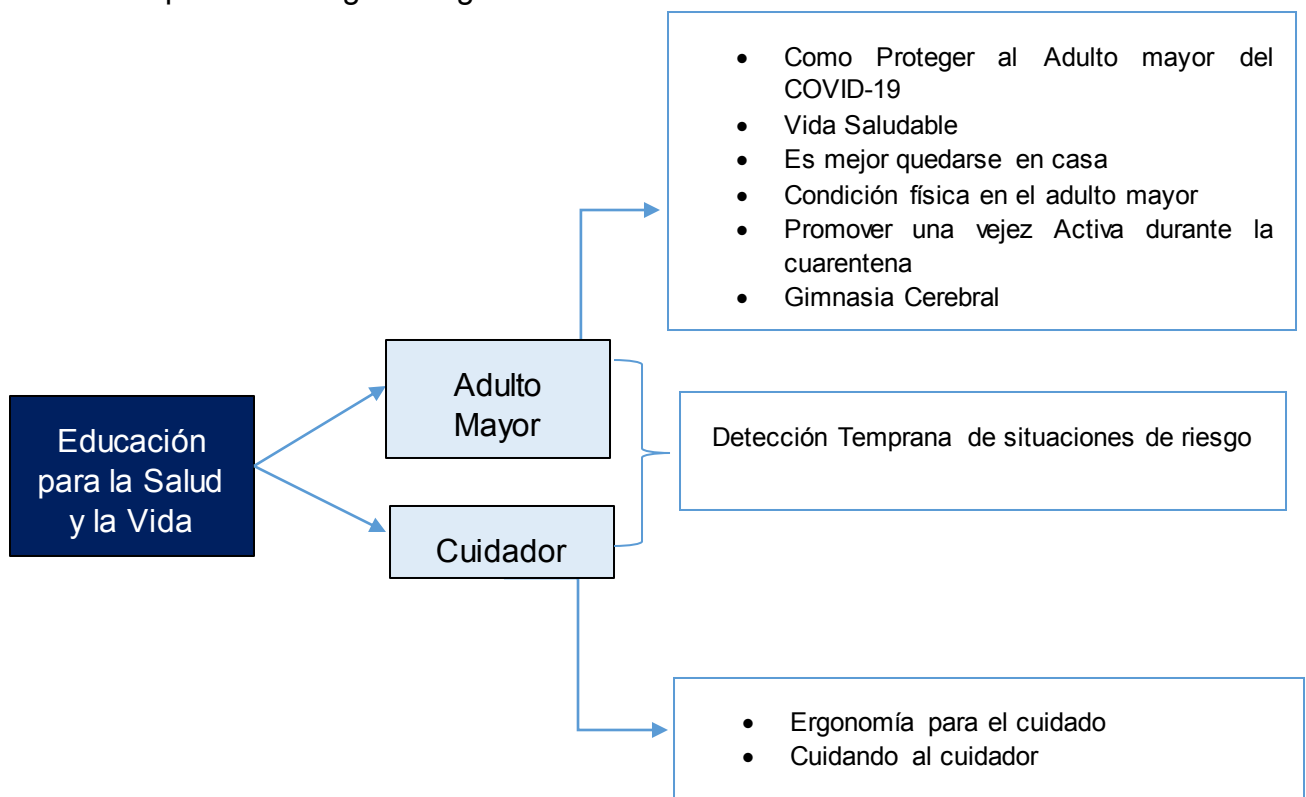 Como Proteger al Adulto mayor del
COVID-19
Vida Saludable
Es mejor quedarse en casa
Condición física en el adulto mayor
Promover una vejez Activa durante la
cuarentena
Gimnasia Cerebral
Adulto
Mayor
Educación
para la Salud
y la Vida
Detección Temprana de situaciones de riesgo
Cuidador
Ergonomía para el cuidado
Cuidando al cuidador